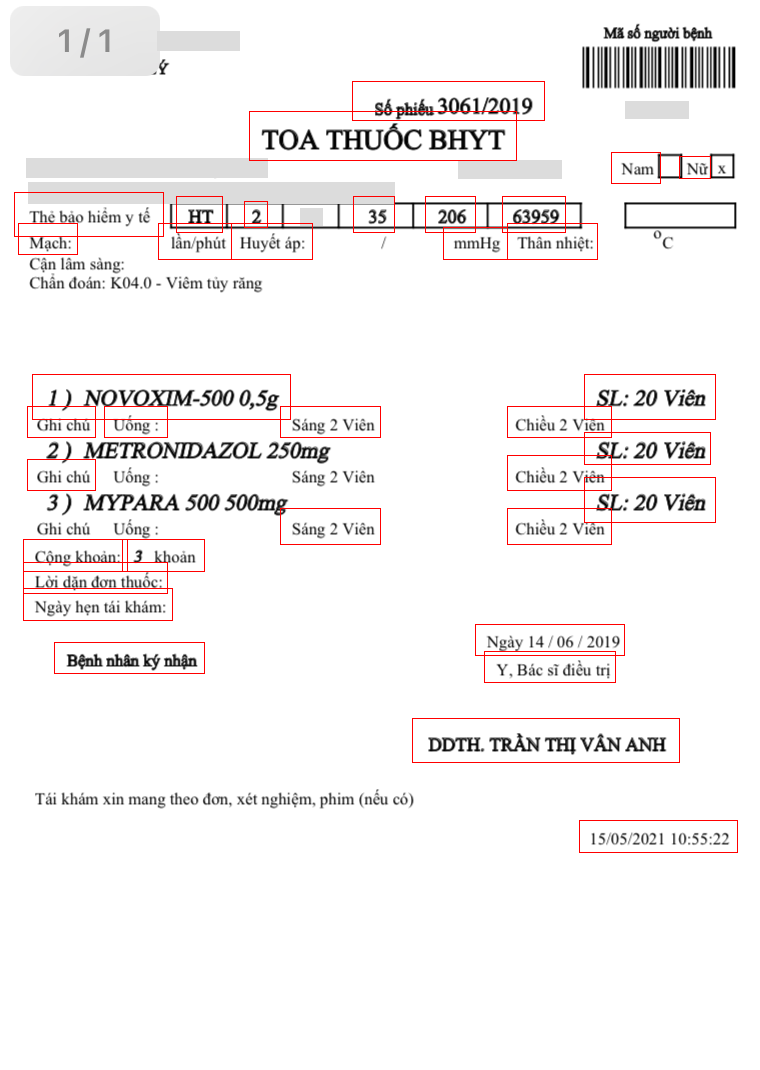 1/1
Mã số người bệnh
Số phiếu 3061/2019
TOA THUỐC BHYT
Nam Nữ x
Thẻ bảo hiểm y tế HT 2 35 206 63959
Mạch: lần/phút Huyết áp: / mmHg Thân nhiệt: °C
Cận lâm sàng:
Chẩn đoán: K04.0 - Viêm tủy răng
1 ) NOVOXIM-500 0,5g SL: 20 Viên
Ghi chú Uống : Sáng 2 Viên Chiều 2 Viên
2 ) METRONIDAZOL 250mg SL: 20 Viên
Ghi chú Uống : Sáng 2 Viên Chiều 2 Viên
3 ) MYPARA 500 500mg SL: 20 Viên
Ghi chú Uống : Sáng 2 Viên Chiều 2 Viên
Cộng khoản: 3 khoản
Lời dặn đơn thuốc:
Ngày hẹn tái khám:
Ngày 14 / 06 / 2019
Bệnh nhân ký nhận
Y, Bác sĩ điều trị
DDTH. TRẦN THỊ VÂN ANH
Tái khám xin mang theo đơn, xét nghiệm, phim (nếu có)
15/05/2021 10:55:22